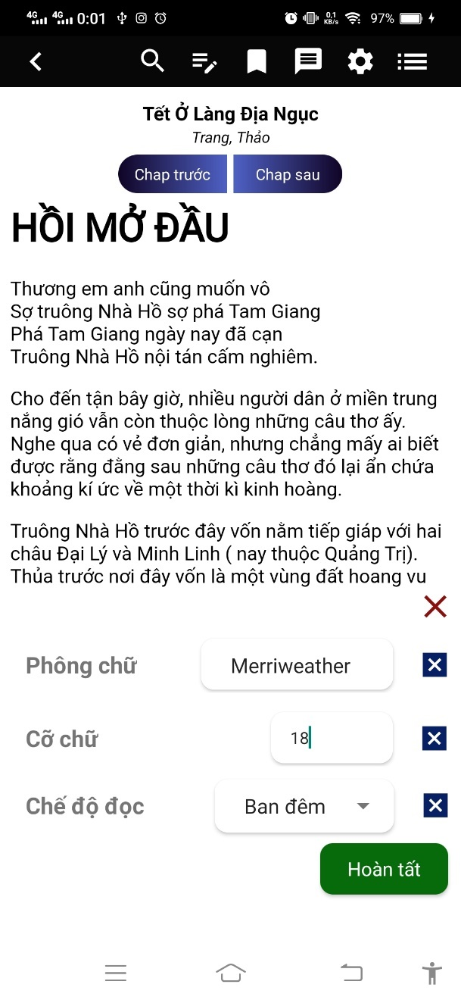 4G 4G 0:01 0,1 KB/s 97%
Tết Ở Làng Địa Ngục
Trang, Thảo
Chap trước Chap sau
HỒI MỞ ĐẦU
Thương em anh cũng muốn vô
Sợ truông Nhà Hồ sợ phá Tam Giang
Phá Tam Giang ngày nay đã cạn
Truông Nhà Hồ nội tán cấm nghiêm.
Cho đến tận bây giờ, nhiều người dân ở miền trung
nắng gió vẫn còn thuộc lòng những câu thơ ấy.
Nghe qua có vẻ đơn giản, nhưng chẳng mấy ai biết
được rằng đằng sau những câu thơ đó lại ẩn chứa
khoảng kí ức về một thời kì kinh hoàng.
Truông Nhà Hồ trước đây vốn nằm tiếp giáp với hai
châu Đại Lý và Minh Linh ( nay thuộc Quảng Trị).
Thủa trước nơi đây vốn là một vùng đất hoang vu
Phông chữ Merriweather
Cỡ chữ 18
Chế độ đọc Ban đêm
Hoàn tất